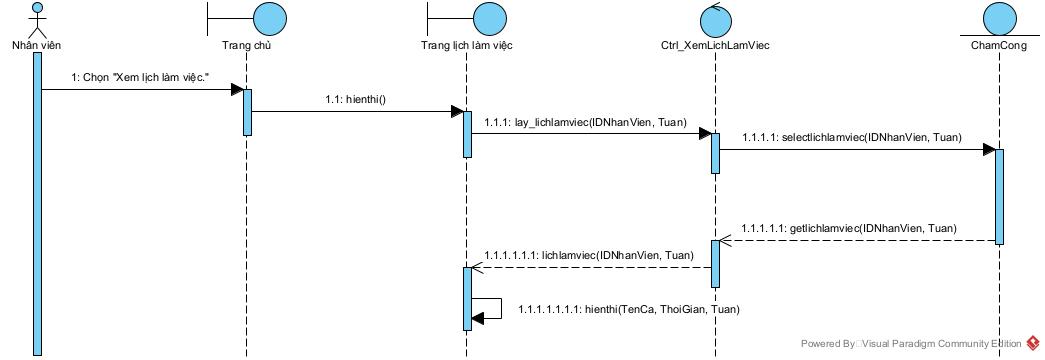 Nhân viên
Trang chủ
Trang lịch làm việc
Ctrl_XemLichLamViec
ChamCong
1: Chọn "Xem lịch làm việc."
1.1: hienthi()
1.1.1: lay_lichlamviec(IDNhanVien, Tuan)
1.1.1.1: selectlichlamviec(IDNhanVien, Tuan)
1.1.1.1.1: getlichlamviec(IDNhanVien, Tuan)
1.1.1.1.1.1: lichlamviec(IDNhanVien, Tuan)
1.1.1.1.1.1.1: hienthi(TenCa, ThoiGian, Tuan)
Powered By Visual Paradigm Community Edition